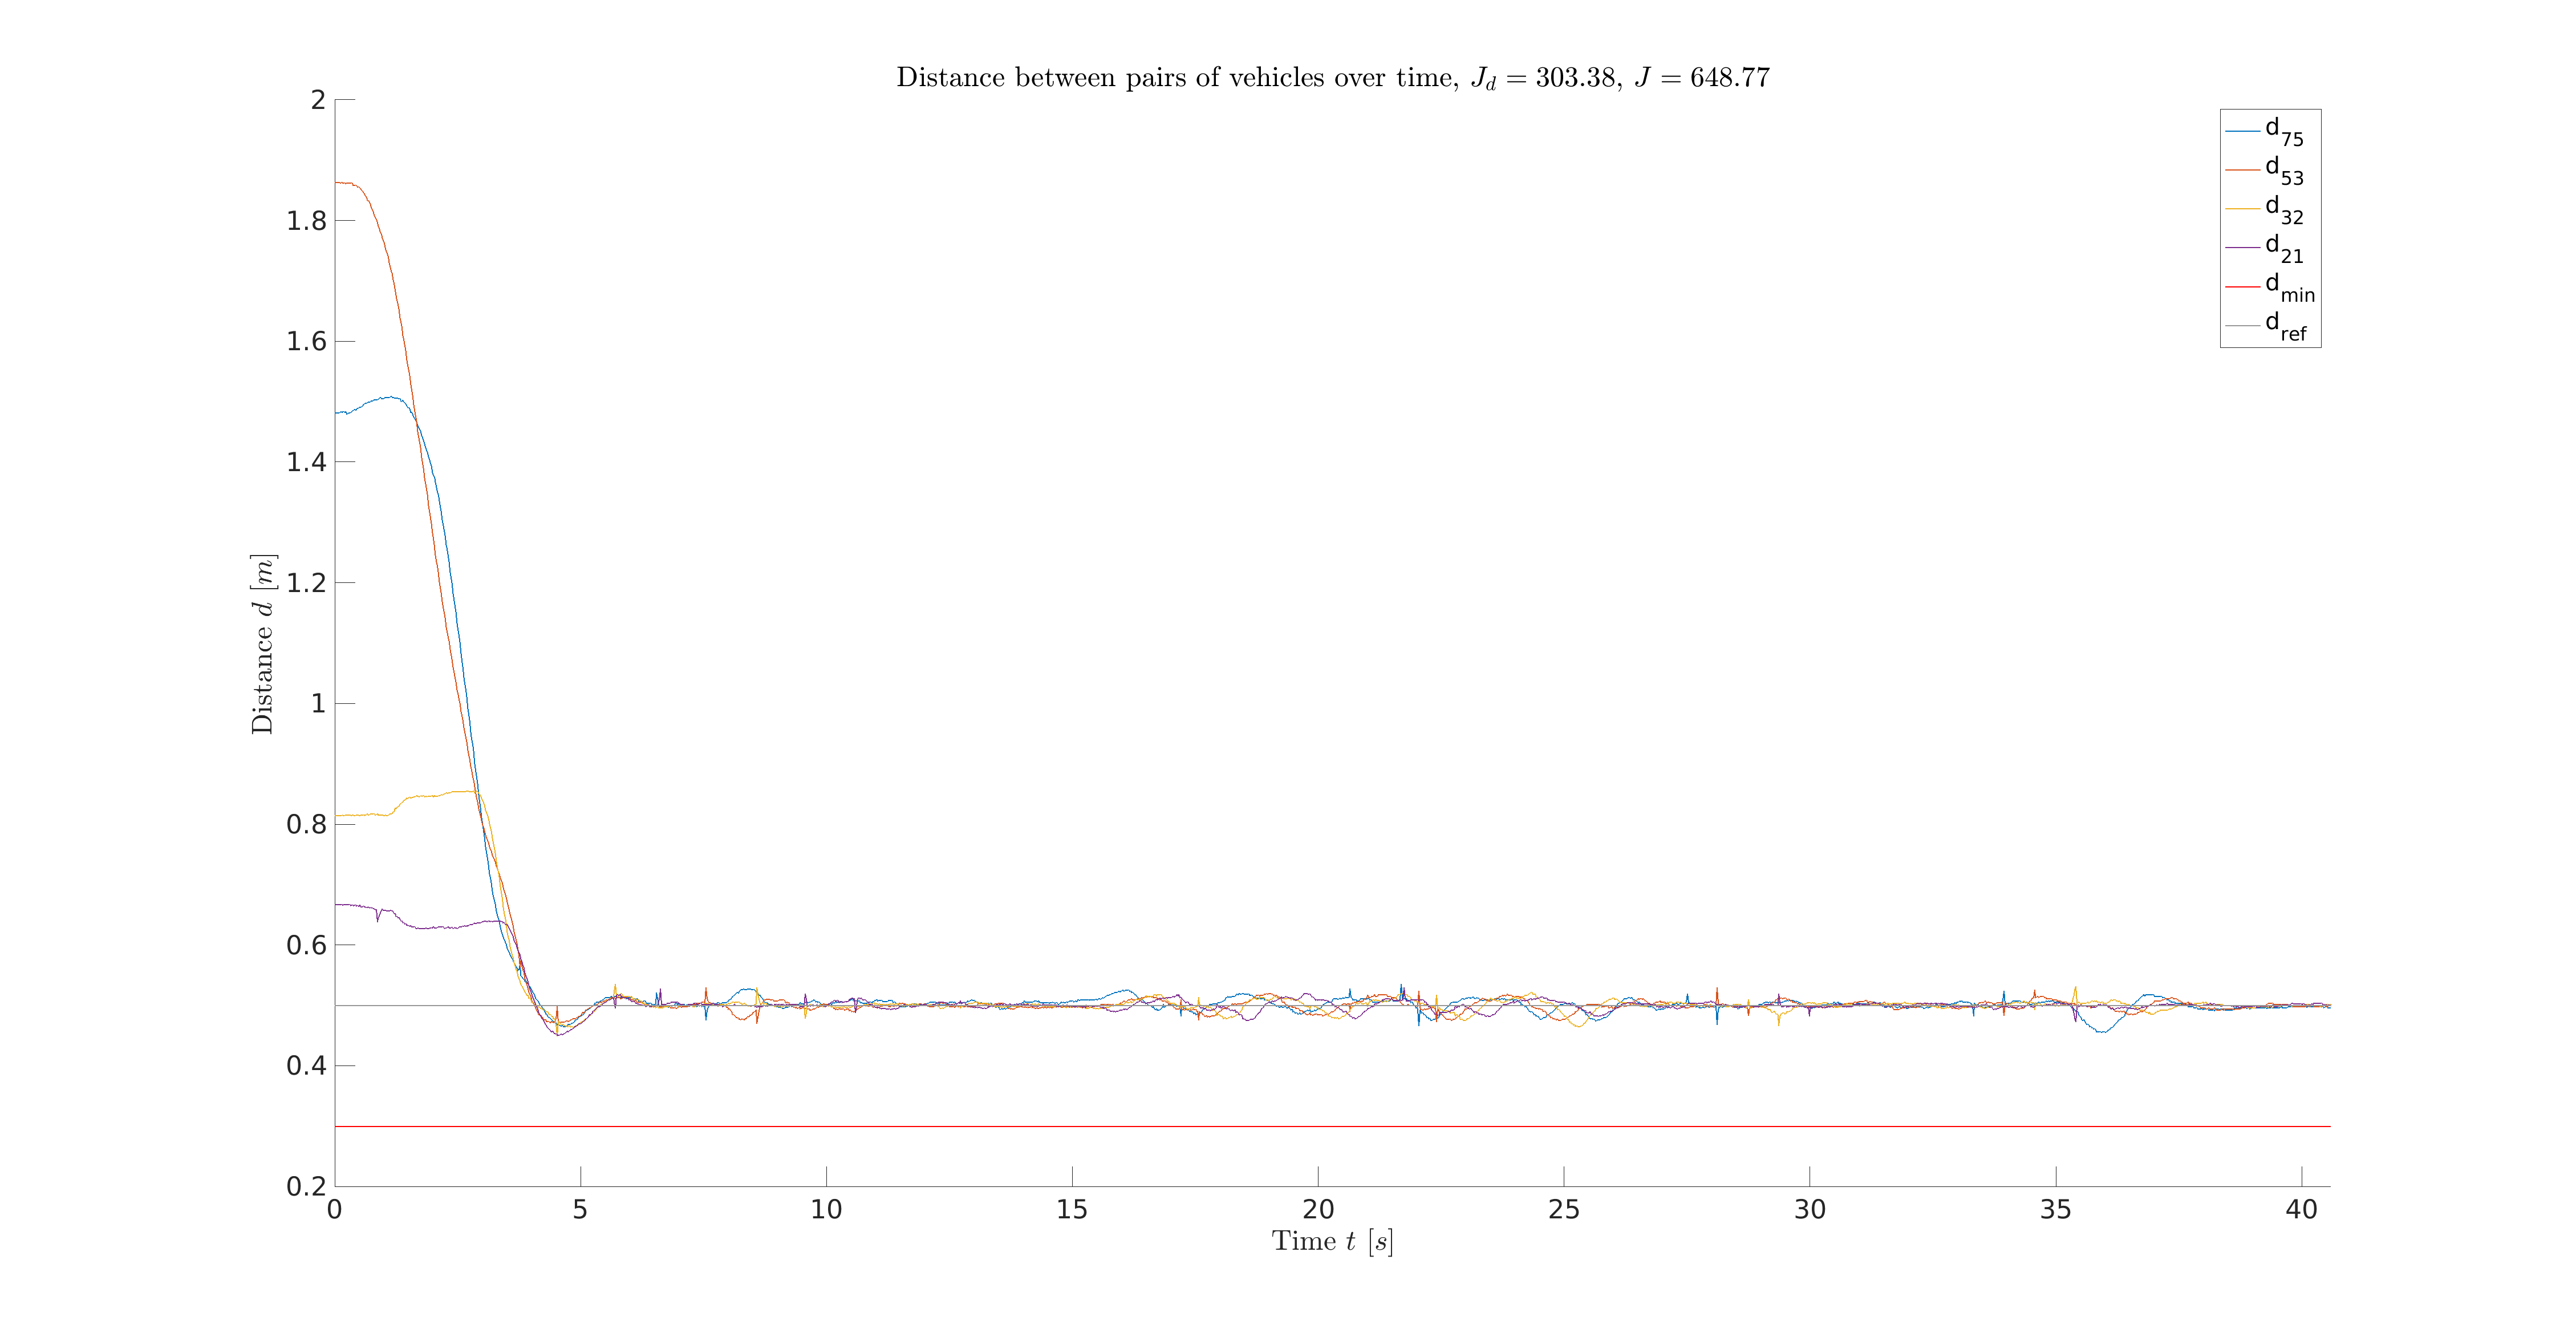 Distance between pairs of vehicles over time, J_d = 303.38, J = 648.77
2
1.8
1.6
1.4
1.2
1
0.8
0.6
0.4
0.2
Distance d [m]
d_75
d_53
d_32
d_21
d_min
d_ref
0 5 10 15 20 25 30 35 40
Time t [s]